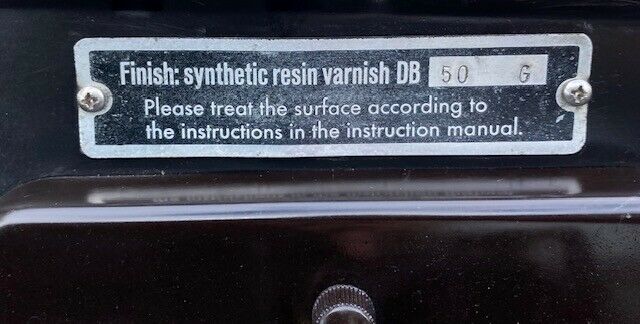 Finish: synthetic resin varnish DB 50 G
Please treat the surface according to
the instructions in the instruction manual.